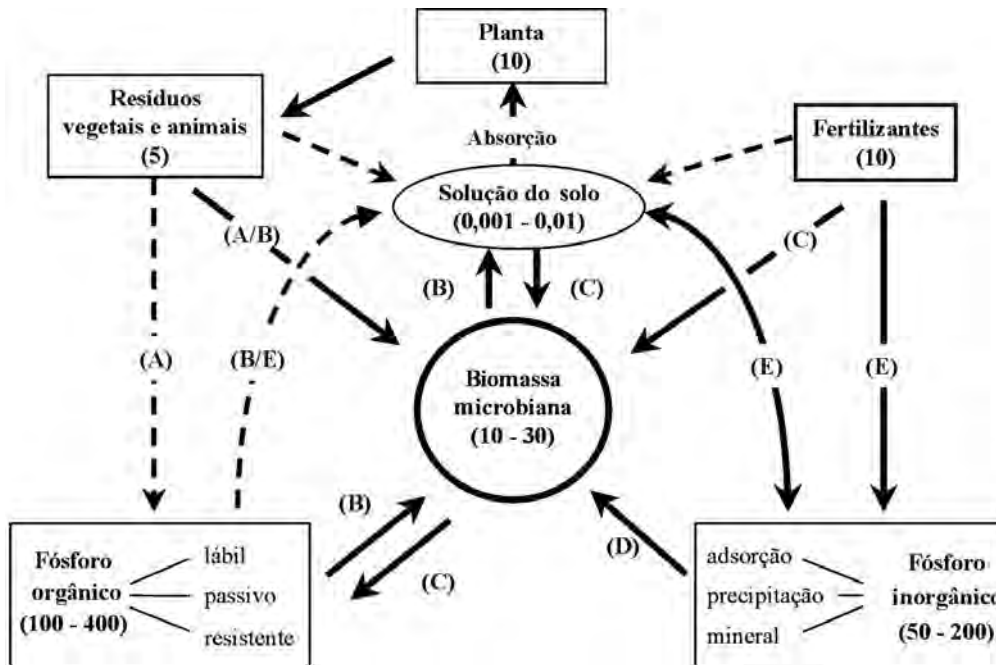 Planta
(10)
Resíduos
vegetais e animais
(5)
Absorção
Fertilizantes
(10)
Solução do solo
(0,001 - 0,01)
(A/B)
(C)
(B)
(C)
(A)
(B/E)
(E)
(E)
Biomassa
microbiana
(10 - 30)
(B)
(C)
(D)
Fósforo
orgânico
(100 - 400)
lábil
passivo
resistente
adsorção
precipitação
mineral
Fósforo
inorgânico
(50 - 200)